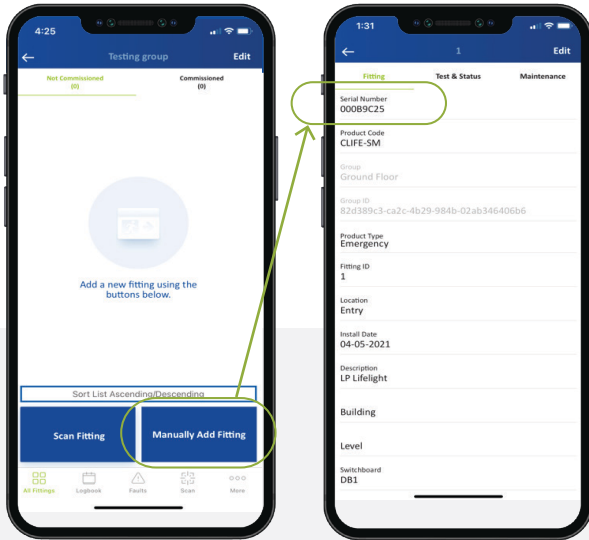 4:25
Testing group
Edit
Not Commissioned
(0)
Commissioned
(0)
Add a new fitting using the
buttons below.
Sort List Ascending/Descending
Scan Fitting
Manually Add Fitting
All Fittings
Logbook
Faults
Scan
More
1:31
1
Edit
Fitting
Test & Status
Maintenance
Serial Number
000B9C25
Product Code
CLIFE-SM
Group
Ground Floor
Group ID
82d389c3-ca2c-4b29-984b-02ab346406b6
Product Type
Emergency
Fitting ID
1
Location
Entry
Install Date
04-05-2021
Description
LP Lifelight
Building
Level
Switchboard
DB1